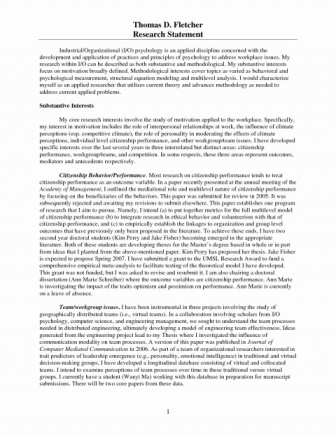 Thomas D. Fletcher
Research Statement
Industrial/Organizational (I/O) psychology is an applied discipline concerned with the
development and application of practices and principles of psychology to address workplace issues. My
research within I/O can be described as both substantive and methodological. My substantive interests
focus on motivation broadly defined. Methodological interests cover topics as varied as behavioral and
psychological measurement, structural equation modeling and multilevel analysis. I would characterize
myself as an applied researcher that utilizes current theory and advances methodology as needed to
address current applied problems.
Substantive Interests
My core research interests involve the study of motivation applied to the workplace. Specifically,
my interest in motivation includes the role of interpersonal relationships at work, the influence of climate
perceptions (esp. competitive climate), the role of personality in moderating the effects of climate
perceptions, individual level citizenship performance, and other workgroup/team issues. I have developed
specific interests over the last several years in three interrelated but distinct areas: citizenship
performance, workgroups/teams, and competition. In some respects, these three areas represent outcomes,
mediators and antecedents respectively.
Citizenship Behavior/Performance. Most research on citizenship performance tends to treat
citizenship performance as an outcome variable. In a paper recently presented at the annual meeting of the
Academy of Management, I outlined the mediational role and multilevel nature of citizenship performance
by focusing on the beneficiaries of the behaviors. This paper was submitted for review in 2005. It was
subsequently rejected and awaiting my revisions to submit elsewhere. This paper establishes one program
of research that I aim to pursue. Namely, I intend (a) to put together metrics for the full multilevel model
of citizenship performance (b) to integrate research in ethical behavior and volunteerism with that of
citizenship performance, and (c) to empirically establish the linkages to organization and group level
outcomes that have previously only been proposed in the literature. To achieve these ends, I have two
second year doctoral students (Kim Perry and Jake Fisher) becoming emerged in the appropriate
literature. Both of these students are developing theses for the Master's degree based in whole or in part
from ideas that I planted from the above-mentioned paper. Kim Perry has proposed her thesis. Jake Fisher
is expected to propose Spring 2007. I have submitted a grant to the UMSL Research Award to fund a
comprehensive empirical meta-analysis to facilitate testing of the theoretical model I have developed.
This grant was not funded, but I was asked to revise and resubmit it. I am also chairing a doctoral
dissertation (Ann Marie Schreiber) where the outcome variables are citizenship performance. Ann Marie
is investigating the impact of the traits optimism and pessimism on performance. Ann Marie is currently
on a leave of absence.
Team/workgroup issues. I have been instrumental in three projects involving the study of
geographically distributed teams (i.e., virtual teams). In a collaboration involving scholars from I/O
psychology, computer science, and engineering management, we sought to understand the team processes
needed in distributed engineering, ultimately developing a model of engineering team effectiveness. Ideas
generated from the engineering project lead to my Thesis where I investigated the influence of
communication modality on team processes. A version of this paper was published in Journal of
Computer Mediated Communication in 2006. As part of a team of organizational researchers interested in
trait predictors of leadership emergence (e.g., personality, emotional intelligence) in traditional and virtual
decision-making groups, I have developed a longitudinal database consisting of virtual and collocated
teams. I intend to examine perceptions of team processes over time in these traditional versus virtual
groups. I currently have a student (Wanyi Ma) working with this database in preparation for manuscript
submissions. There will be two core papers from these data.
1